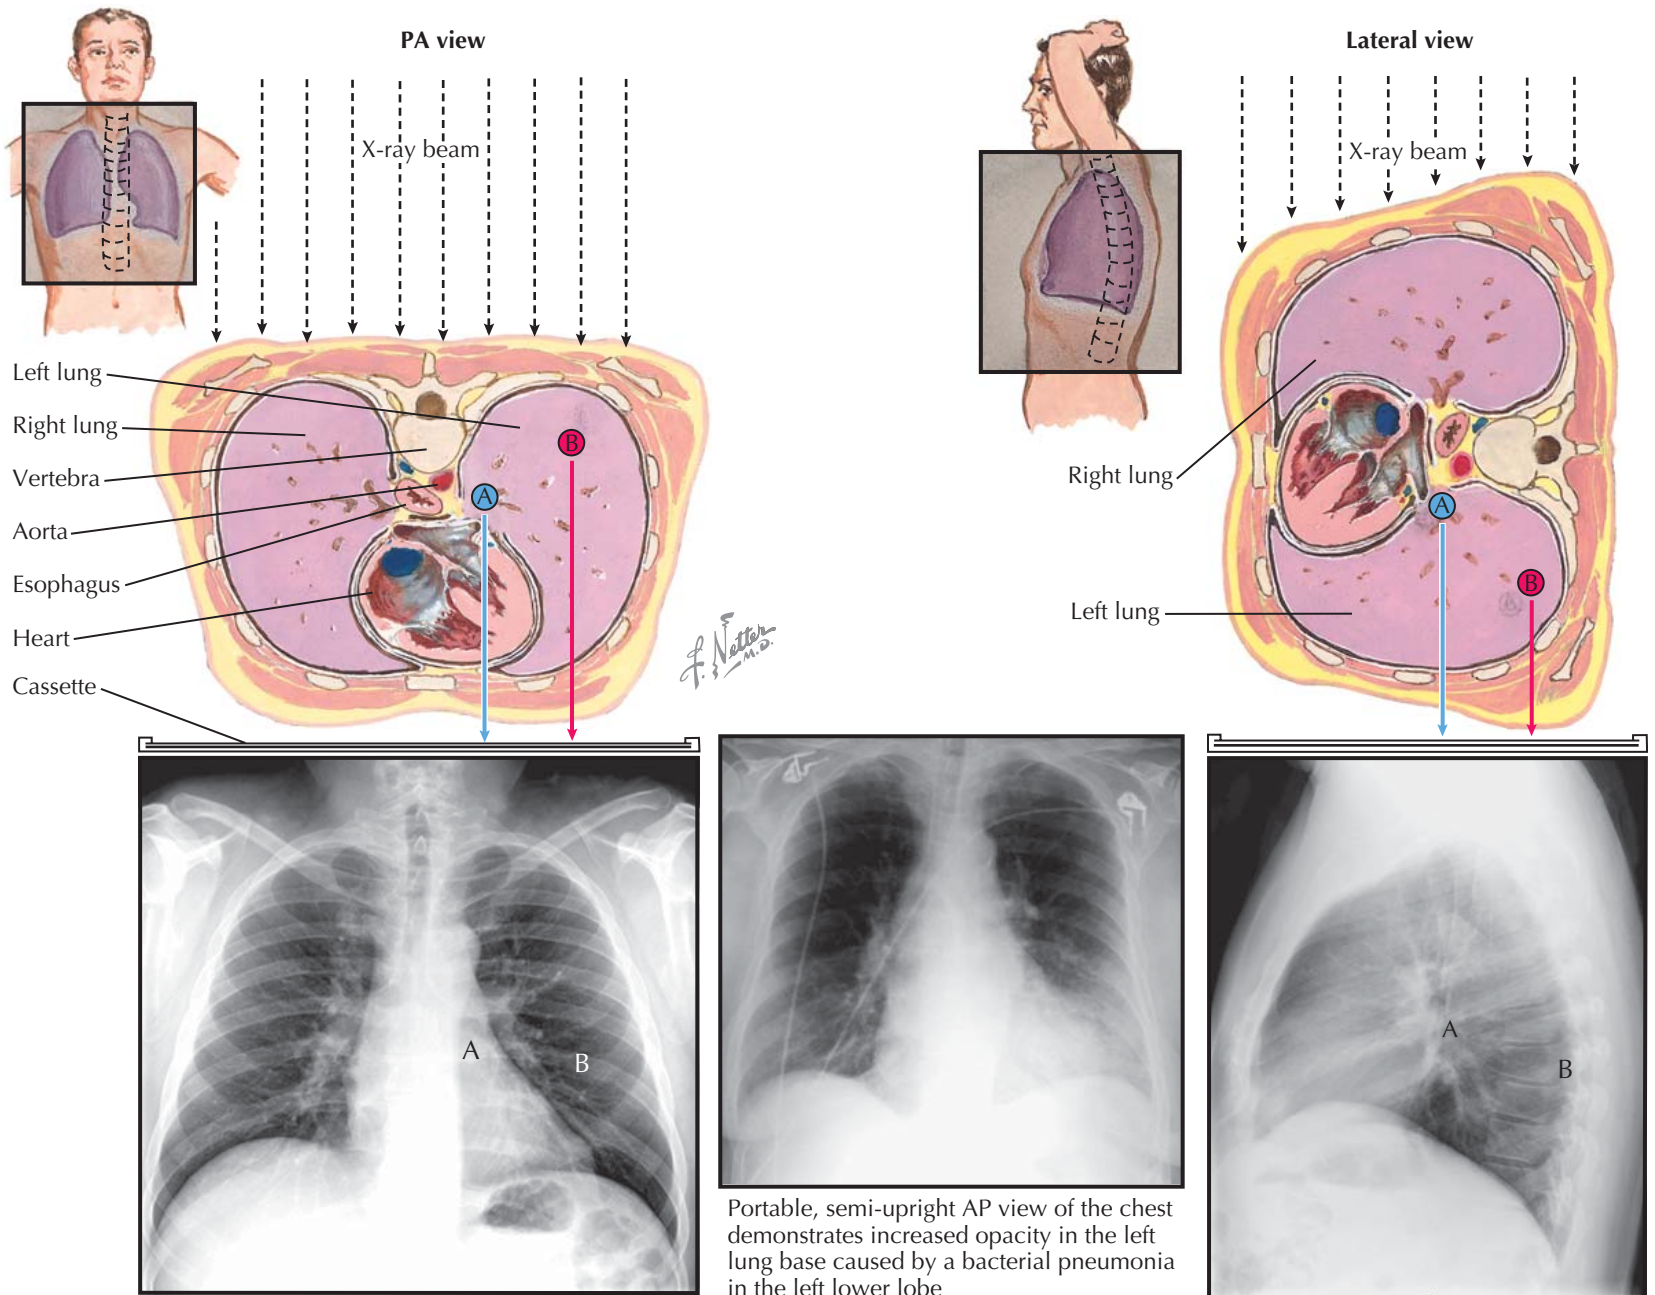 PA view
X-ray beam
Left lung
Right lung
Vertebra
Aorta
Esophagus
Heart
Cassette
B
A
F. Netter
M.D.
A
B
Portable, semi-upright AP view of the chest
demonstrates increased opacity in the left
lung base caused by a bacterial pneumonia
in the left lower lobe
Lateral view
X-ray beam
Right lung
Left lung
A
B
A
B